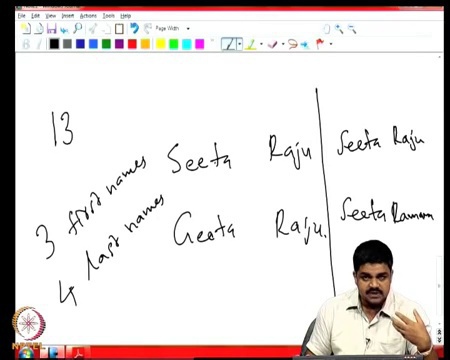 File Edit View Insert Actions Tools Help
Page Width
B
13
3 first names
4 last names
Seeta Raju
Geeta Raju.
Seeta Raju
Seeta Ramana